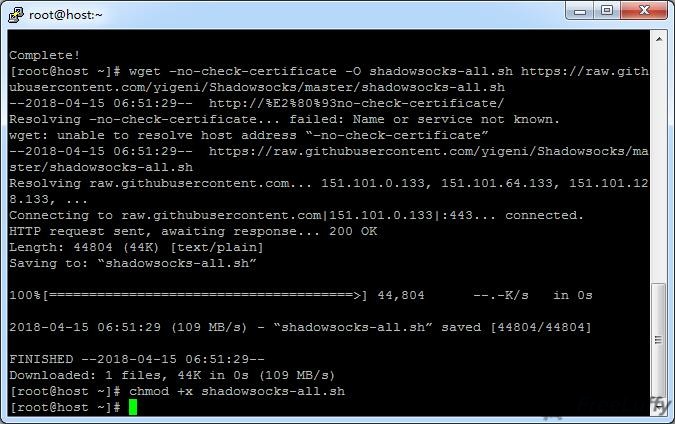 root@host:~
Complete!
[root@host ~]# wget –no-check-certificate -O shadowsocks-all.sh https://raw.gith
ubusercontent.com/yigeni/Shadowsocks/master/shadowsocks-all.sh
--2018-04-15 06:51:29--  http://%E2%80%93no-check-certificate/
Resolving –no-check-certificate... failed: Name or service not known.
wget: unable to resolve host address “–no-check-certificate”
--2018-04-15 06:51:29--  https://raw.githubusercontent.com/yigeni/Shadowsocks/ma
ster/shadowsocks-all.sh
Resolving raw.githubusercontent.com... 151.101.0.133, 151.101.64.133, 151.101.12
8.133, ...
Connecting to raw.githubusercontent.com|151.101.0.133|:443... connected.
HTTP request sent, awaiting response... 200 OK
Length: 44804 (44K) [text/plain]
Saving to: “shadowsocks-all.sh”
100%[======================================>] 44,804      --.-K/s   in 0s
2018-04-15 06:51:29 (109 MB/s) - “shadowsocks-all.sh” saved [44804/44804]
FINISHED --2018-04-15 06:51:29--
Downloaded: 1 files, 44K in 0s (109 MB/s)
[root@host ~]# chmod +x shadowsocks-all.sh
[root@host ~]#